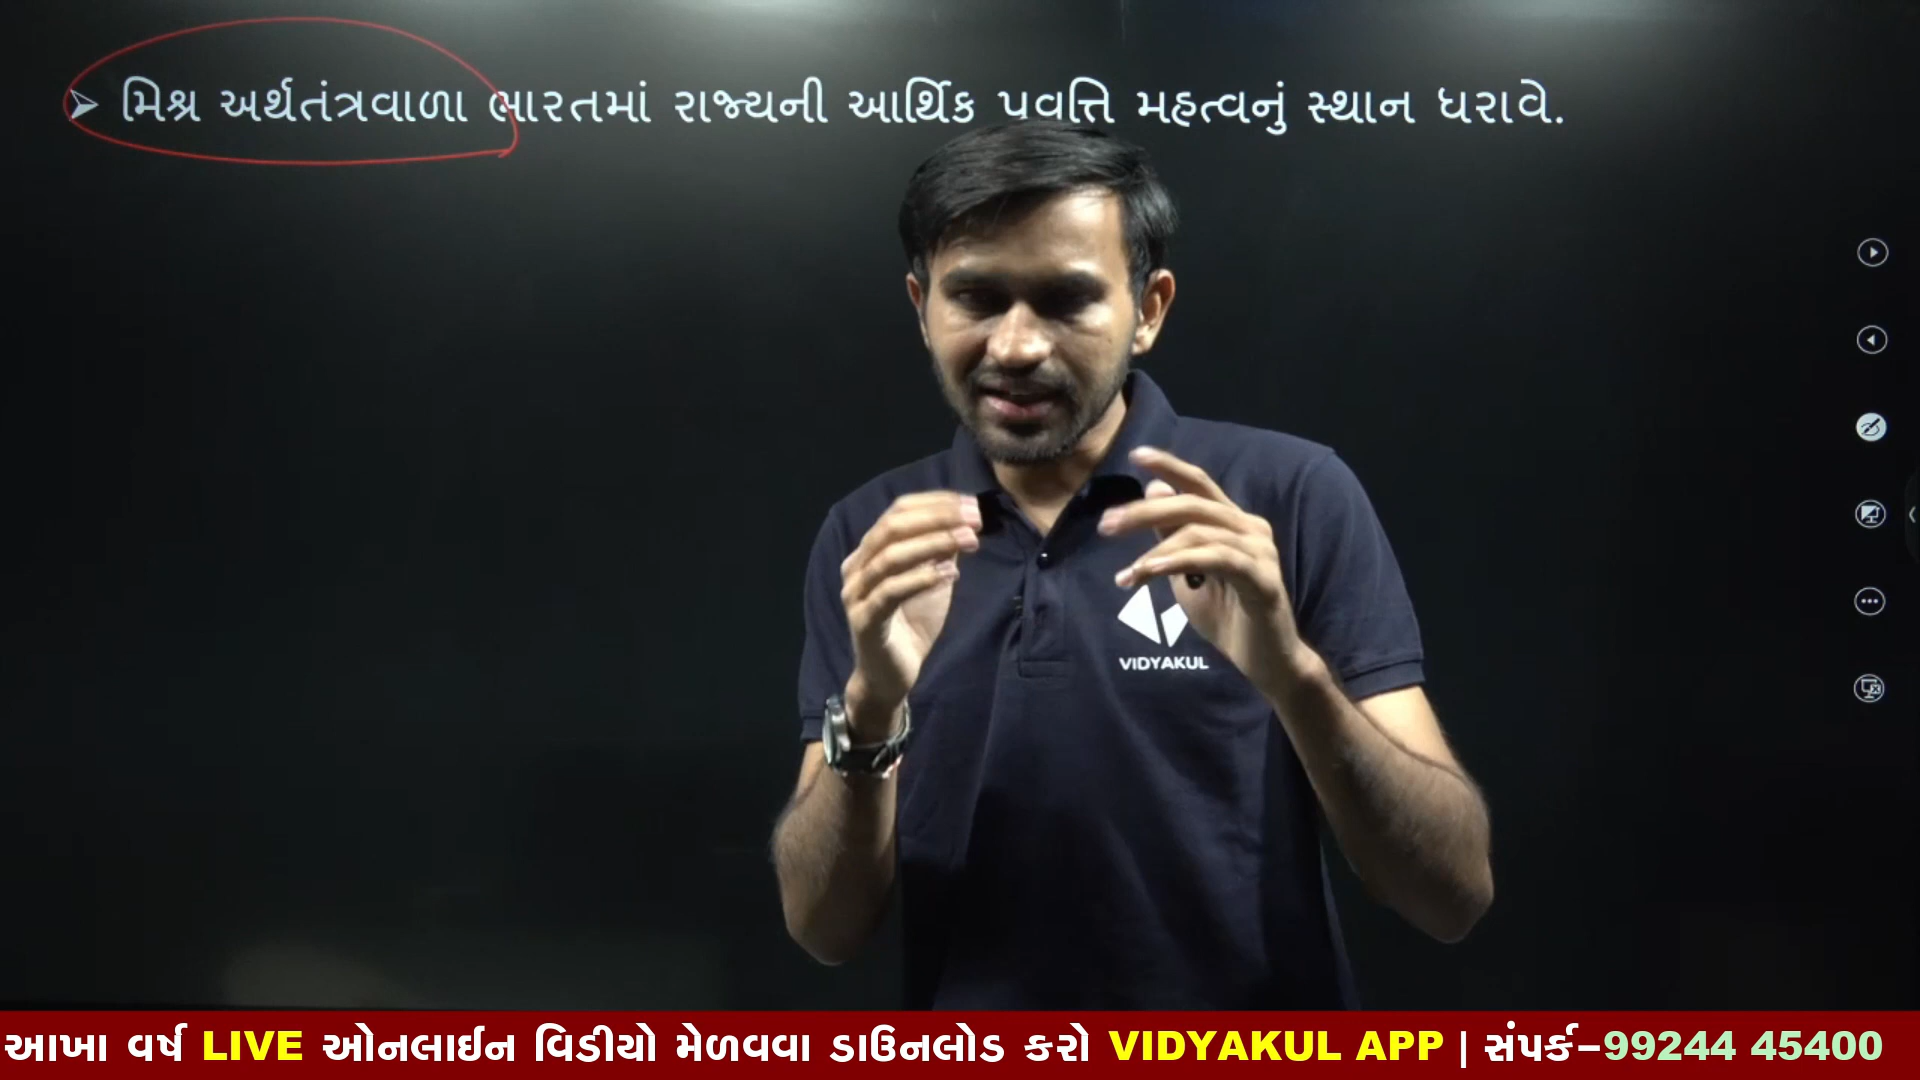 ➢ મિશ્ર અર્થતંત્રવાળા ભારતમાં રાજ્યની આર્થિક પ્રવૃત્તિ મહત્વનું સ્થાન ધરાવે.
VIDYAKUL
આખા વર્ષ LIVE ઓનલાઈન વિડીયો મેળવવા ડાઉનલોડ કરો VIDYAKUL APP | સંપર્ક–99244 45400